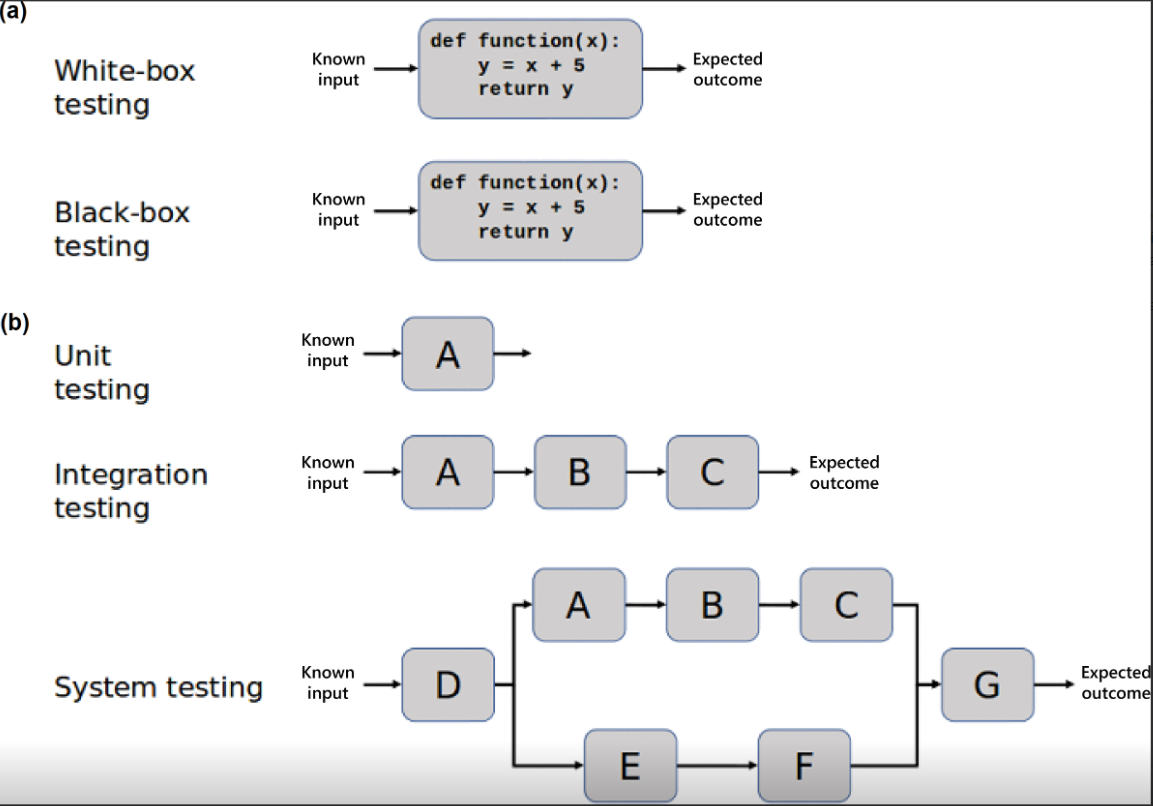 (a)
White-box
testing
Known
input
def function(x):
y = x + 5
return y
Expected
outcome
Black-box
testing
Known
input
def function(x):
y = x + 5
return y
Expected
outcome
(b)
Unit
testing
Known
input
A
Integration
testing
Known
input
A
B
C
Expected
outcome
System testing
Known
input
D
A
B
C
E
F
G
Expected
outcome